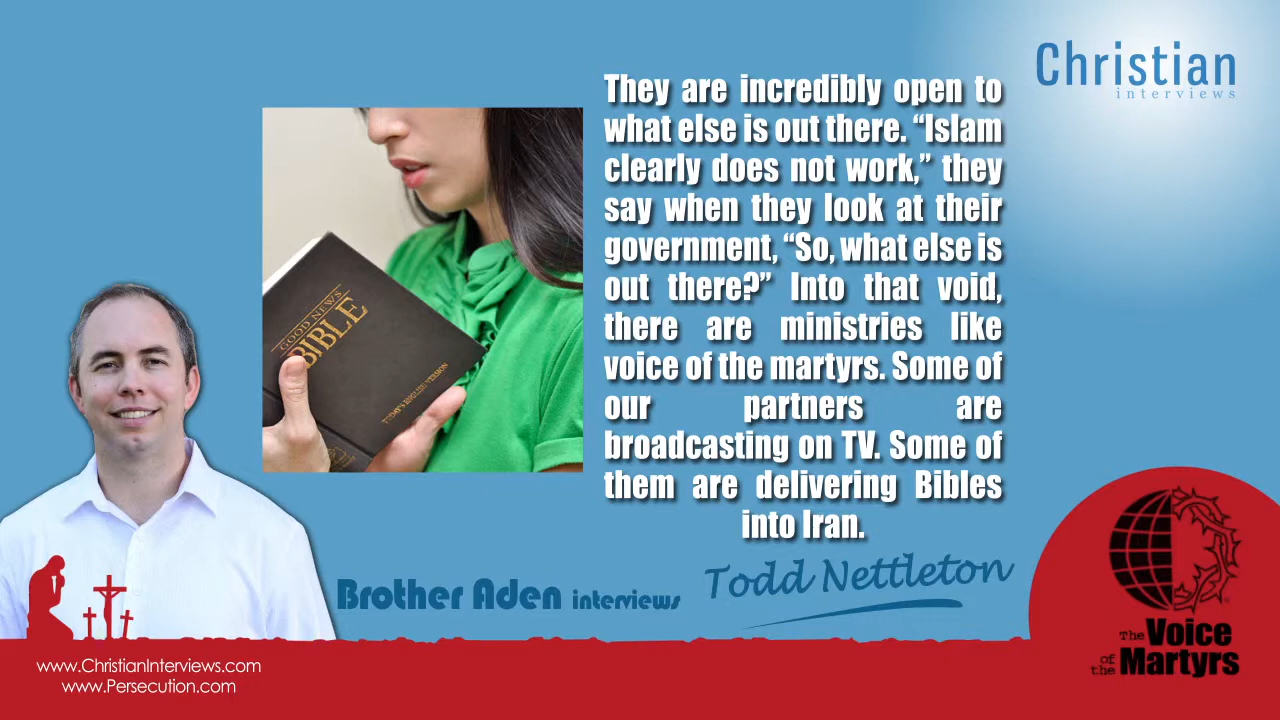 Christian
interviews
They are incredibly open to
what else is out there. “Islam
clearly does not work,” they
say when they look at their
government, “So, what else is
out there?” Into that void,
there are ministries like
voice of the martyrs. Some of
our partners are
broadcasting on TV. Some of
them are delivering Bibles
into Iran.
GOOD NEWS
BIBLE
TODAY'S ENGLISH VERSION
Brother Aden interviews Todd Nettleton
The Voice
of the Martyrs
www.ChristianInterviews.com
www.Persecution.com